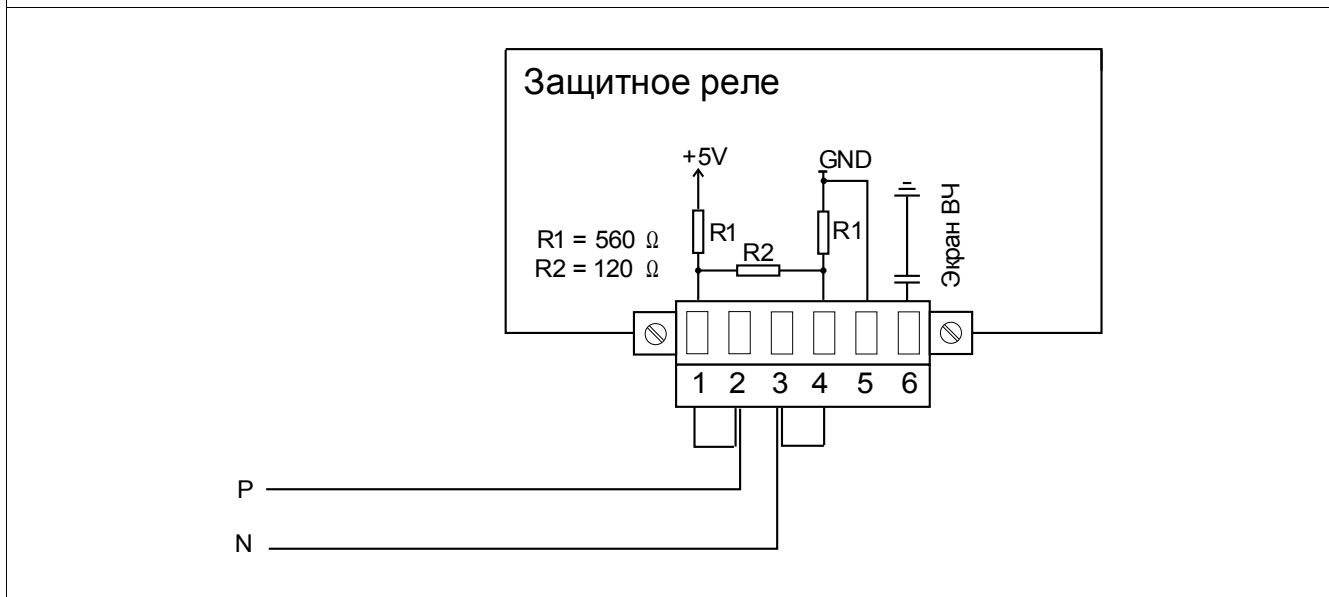 Защитное реле
+5V
GND
R1 = 560 Ω
R2 = 120 Ω
R1
R2
R1
Экран ВЧ
1 2 3 4 5 6
P
N